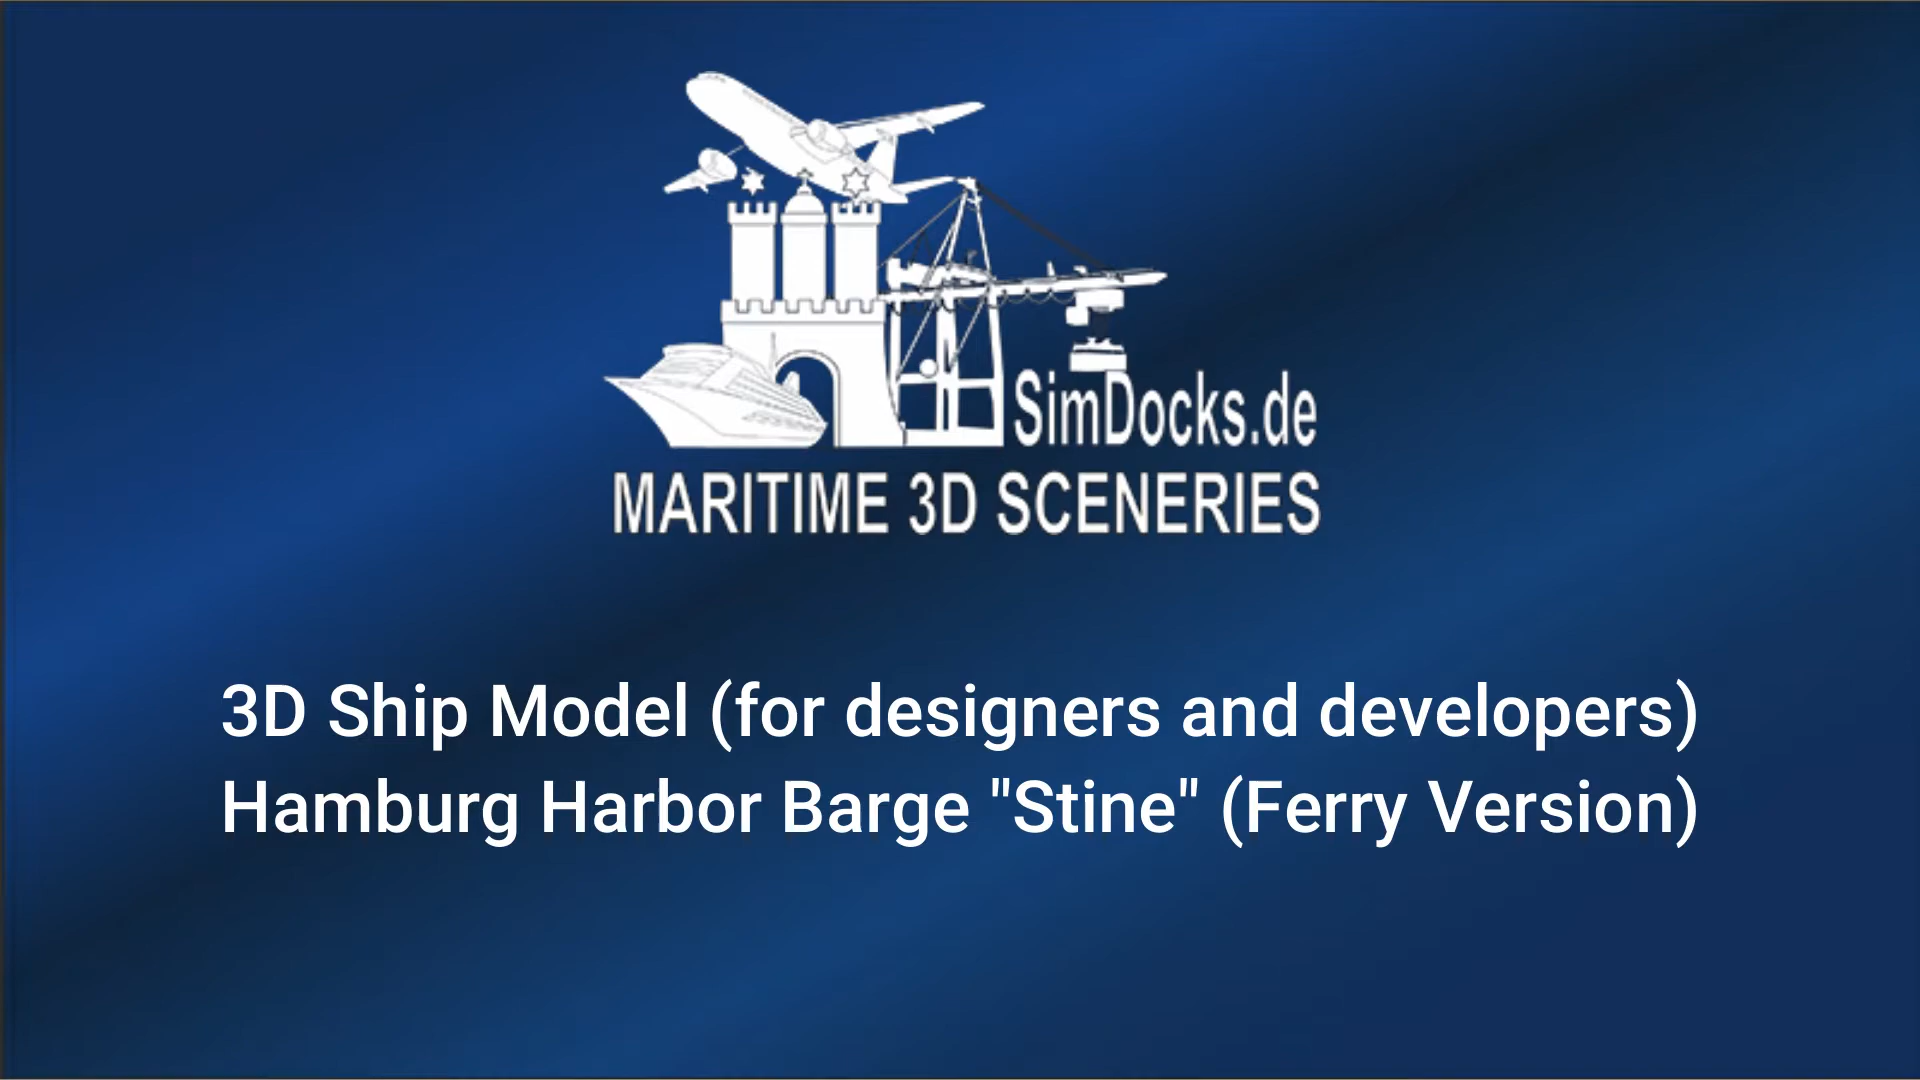 SimDocks.de
MARITIME 3D SCENERIES
3D Ship Model (for designers and developers)
Hamburg Harbor Barge "Stine" (Ferry Version)